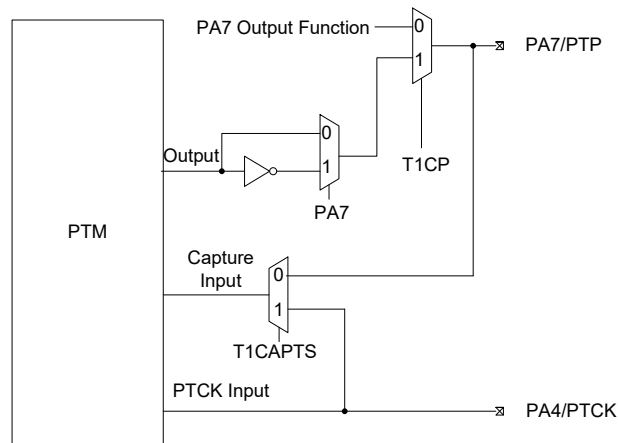 PA7 Output Function
0
1
PA7/PTP
T1CP
Output
0
1
PA7
PTM
Capture
Input
0
1
T1CAPTS
PTCK Input
PA4/PTCK